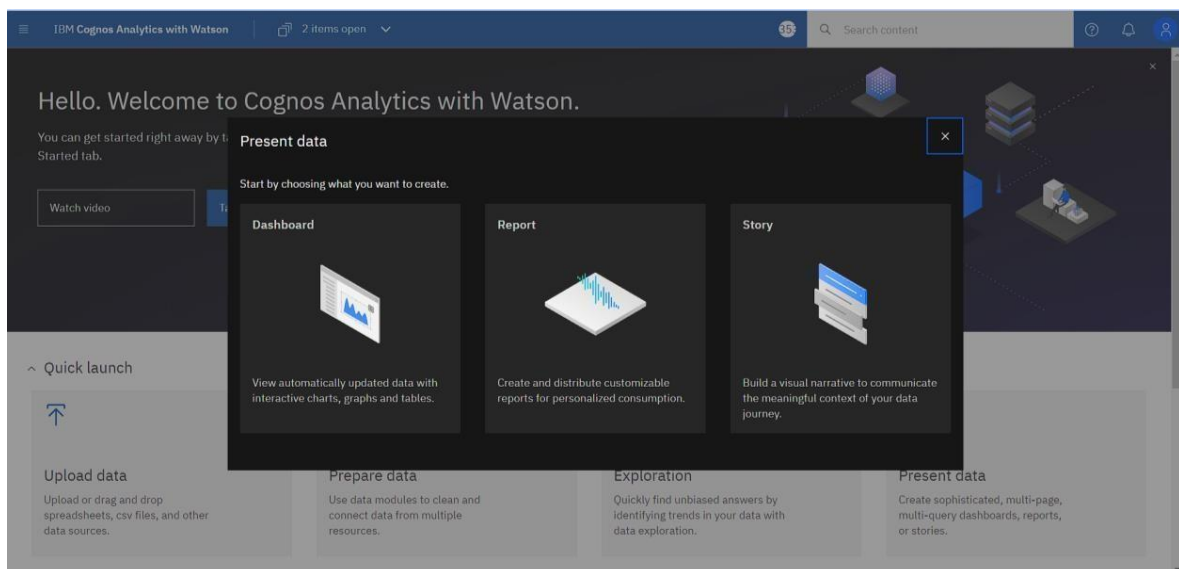 IBM Cognos Analytics with Watson
2 items open
Search content
Hello. Welcome to Cognos Analytics with Watson.
You can get started right away by
Started tab.
Watch video
Present data
Start by choosing what you want to create.
Dashboard
View automatically updated data with
interactive charts, graphs and tables.
Report
Create and distribute customizable
reports for personalized consumption.
Story
Build a visual narrative to communicate
the meaningful context of your data
journey.
Quick launch
Upload data
Upload or drag and drop
spreadsheets, csv files, and other
data sources.
Prepare data
Use data modules to clean and
connect data from multiple
resources.
Exploration
Quickly find unbiased answers by
identifying trends in your data with
data exploration.
Present data
Create sophisticated, multi-page,
multi-query dashboards, reports,
or stories.